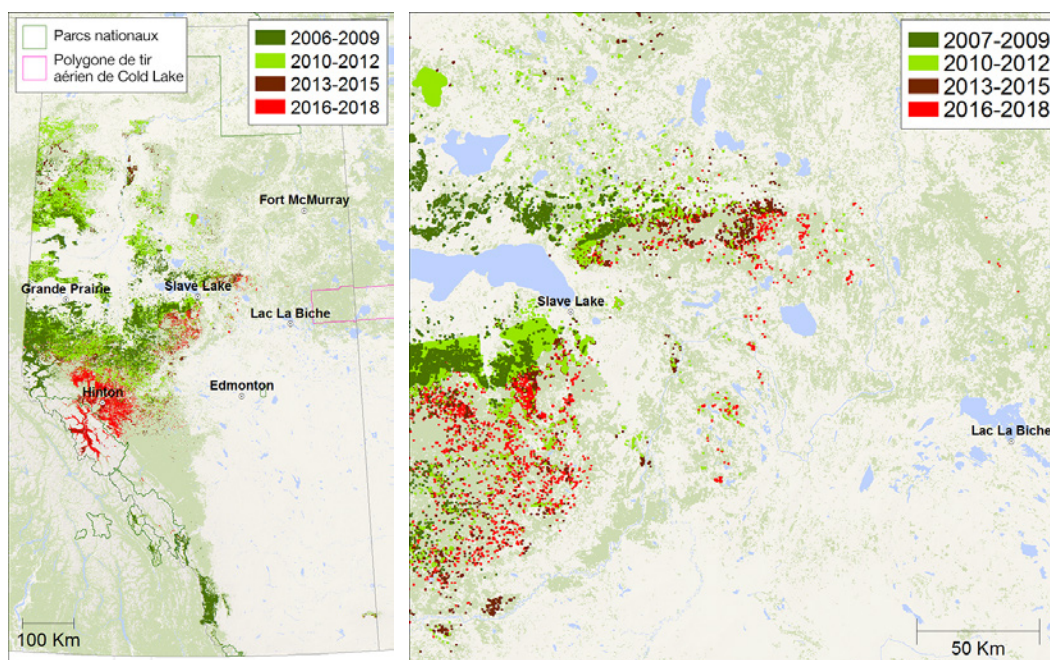 Parcs nationaux
Polygone de tir
aérien de Cold Lake
2006-2009
2010-2012
2013-2015
2016-2018
Fort McMurray
Grande Prairie
Slave Lake
Lac La Biche
Hinton
Edmonton
100 Km
2007-2009
2010-2012
2013-2015
2016-2018
Slave Lake
Lac La Biche
50 Km